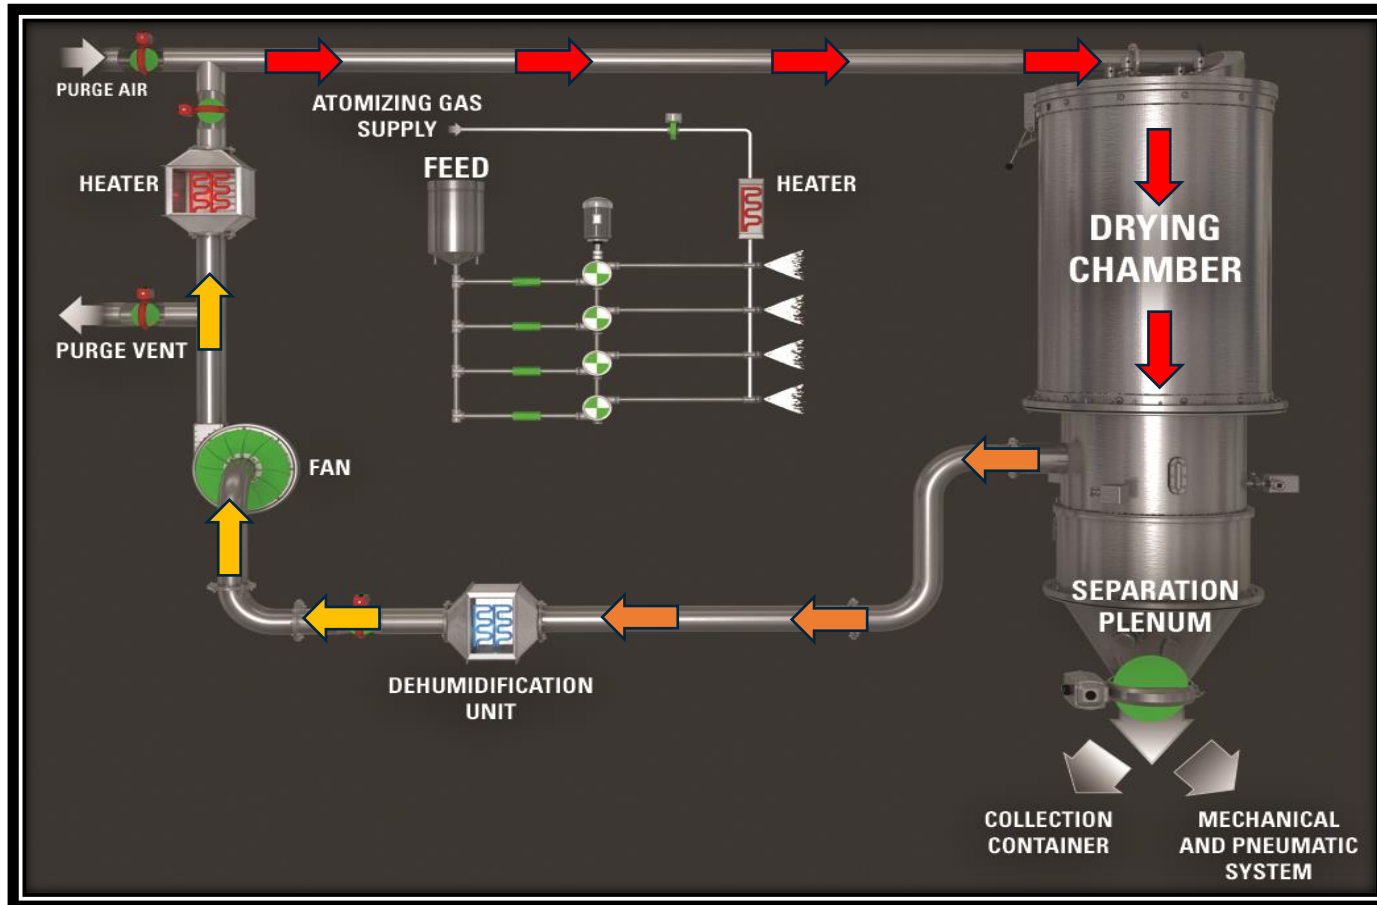 PURGE AIR
ATOMIZING GAS
SUPPLY
FEED
HEATER
HEATER
DRYING
CHAMBER
PURGE VENT
FAN
SEPARATION
PLENUM
DEHUMIDIFICATION
UNIT
COLLECTION
CONTAINER
MECHANICAL
AND PNEUMATIC
SYSTEM